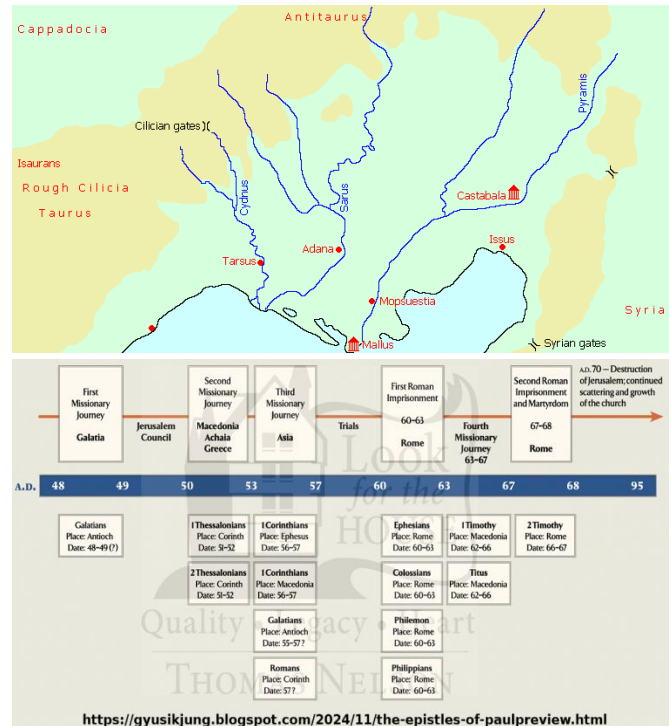 Cappadocia
Antitaurus
Cilician gates
Pyramis
Isaurans
Rough Cilicia
Taurus
Cydnus
Sarus
Castabala
Tarsus
Adana
Issus
Mopsuestia
Syria
Mallus
Syrian gates
First
Missionary
Journey
Galatia
Jerusalem
Council
Second
Missionary
Journey
Macedonia
Achaia
Greece
Third
Missionary
Journey
Asia
Trials
First Roman
Imprisonment
60–63
Rome
Fourth
Missionary
Journey
63–67
Second Roman
Imprisonment
and Martyrdom
67–68
Rome
A.D. 70 — Destruction
of Jerusalem; continued
scattering and growth
of the church
A.D. 48 49 50 53 57 60 63 67 68 95
Galatians
Place: Antioch
Date: 48–49(?)
1 Thessalonians
Place: Corinth
Date: 51–52
1 Corinthians
Place: Ephesus
Date: 56–57
Ephesians
Place: Rome
Date: 60–63
1 Timothy
Place: Macedonia
Date: 62–66
2 Timothy
Place: Rome
Date: 66–67
2 Thessalonians
Place: Corinth
Date: 51–52
1 Corinthians
Place: Macedonia
Date: 56–57
Colossians
Place: Rome
Date: 60–63
Titus
Place: Macedonia
Date: 62–66
Galatians
Place: Antioch
Date: 55–57?
Philemon
Place: Rome
Date: 60–63
Romans
Place: Corinth
Date: 57?
Philippians
Place: Rome
Date: 60–63
Look
for the
HOUSE
Quality • Legacy • Heart
THOMAS NELSON
https://gyusikjung.blogspot.com/2024/11/the-epistles-of-paulpreview.html